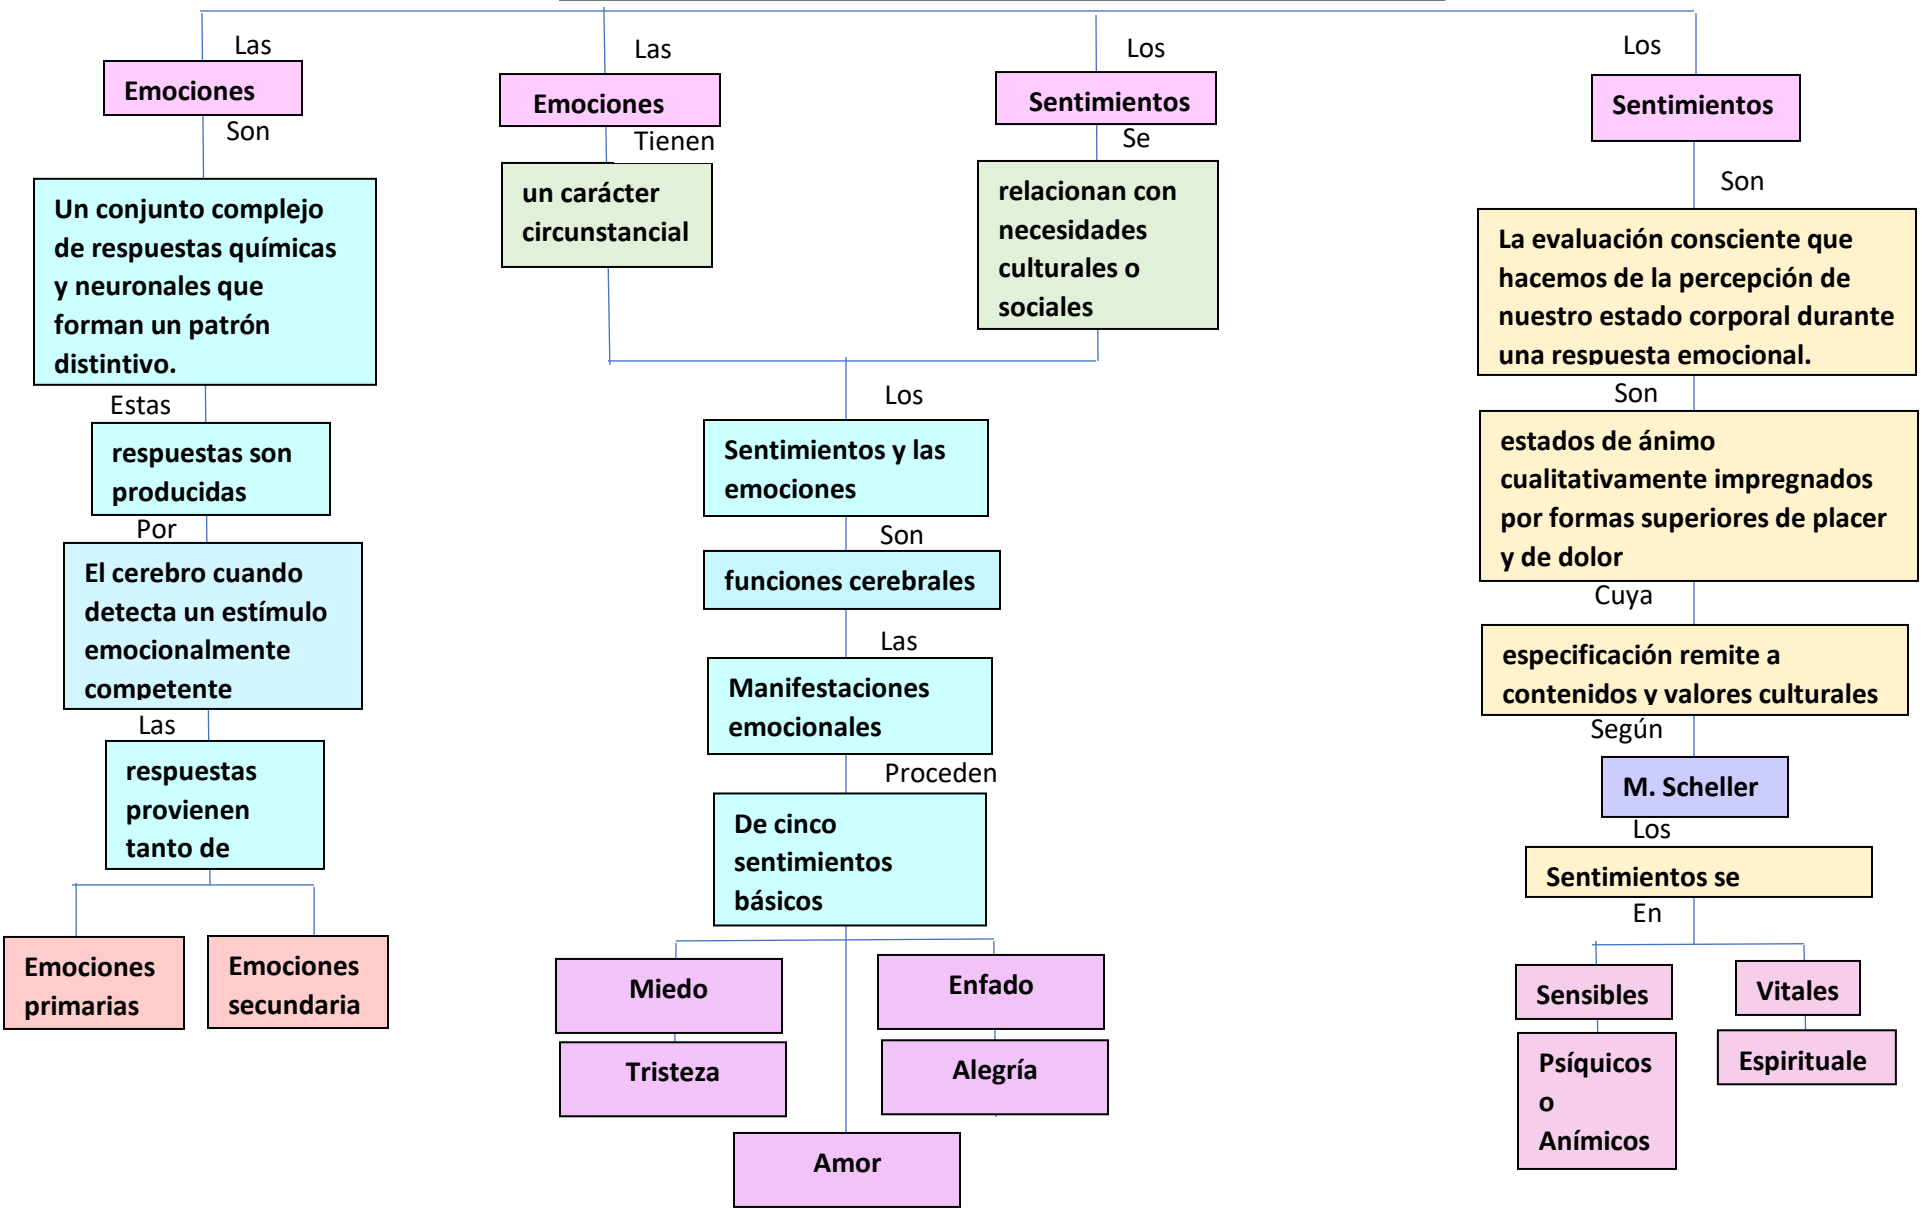 Las
Emociones
Son
Un conjunto complejo
de respuestas químicas
y neuronales que
forman un patrón
distintivo.
Estas
respuestas son
producidas
Por
El cerebro cuando
detecta un estímulo
emocionalmente
competente
Las
respuestas
provienen
tanto de
Emociones
primarias
Emociones
secundaria
Las
Emociones
Tienen
un carácter
circunstancial
Los
Sentimientos
Se
relacionan con
necesidades
culturales o
sociales
Los
Sentimientos y las
emociones
Son
funciones cerebrales
Las
Manifestaciones
emocionales
Proceden
De cinco
sentimientos
básicos
Miedo
Enfado
Tristeza
Alegría
Amor
Los
Sentimientos
Son
La evaluación consciente que
hacemos de la percepción de
nuestro estado corporal durante
una respuesta emocional.
Son
estados de ánimo
cualitativamente impregnados
por formas superiores de placer
y de dolor
Cuya
especificación remite a
contenidos y valores culturales
Según
M. Scheller
Los
Sentimientos se
En
Sensibles
Vitales
Psíquicos
o
Anímicos
Espirituale